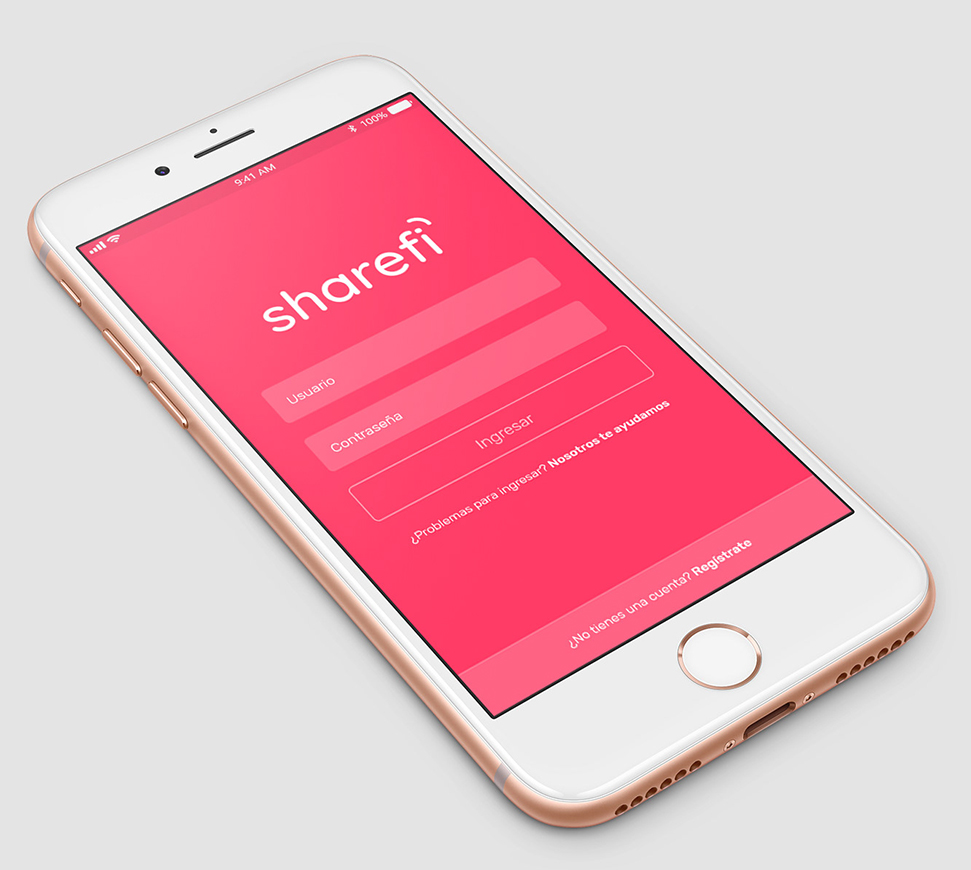 9:41 AM
100%
sharefi
Usuario
Contraseña
Ingresar
¿Problemas para ingresar? Nosotros te ayudamos
¿No tienes una cuenta? Regístrate